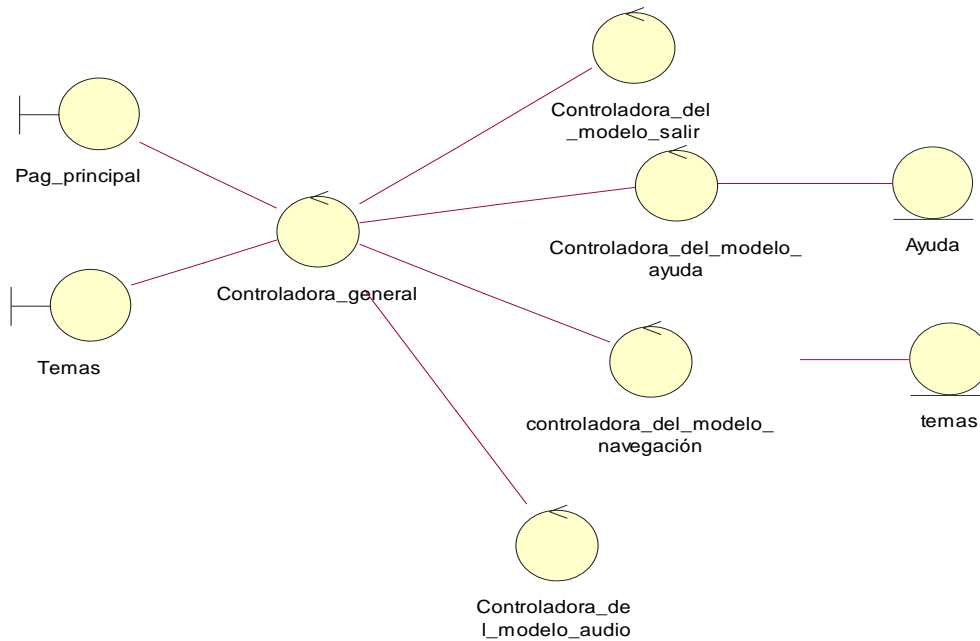 Controladora_del
_modelo_salir
Pag_principal
Controladora_del_modelo_
ayuda
Ayuda
Controladora_general
Temas
controladora_del_modelo_
navegación
temas
Controladora_de
l_modelo_audio